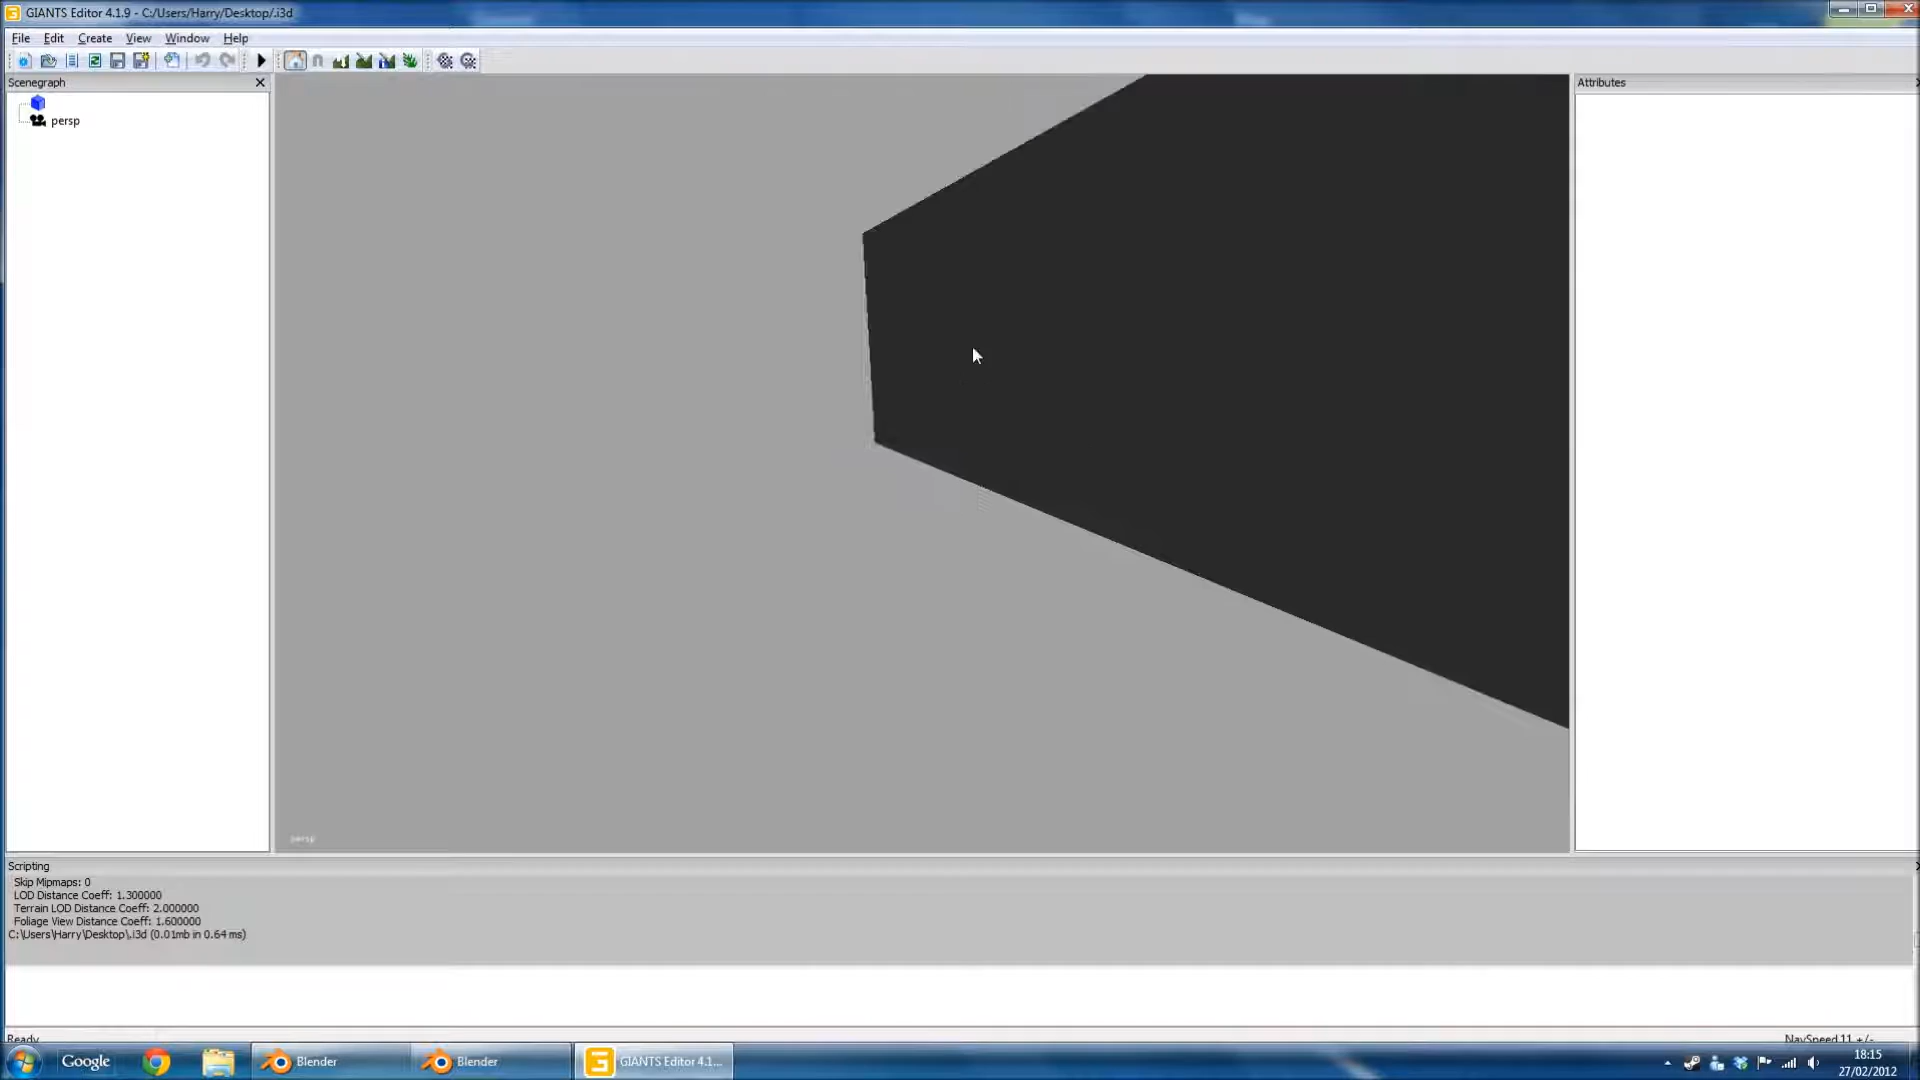 GIANTS Editor 4.1.9 - C:/Users/Harry/Desktop/.i3d
File Edit Create View Window Help
Scenegraph
persp
Attributes
persp
Scripting
Skip Mipmaps: 0
LOD Distance Coeff: 1.300000
Terrain LOD Distance Coeff: 2.000000
Foliage View Distance Coeff: 1.600000
C:\Users\Harry\Desktop\.i3d (0.01mb in 0.64 ms)
Ready
NavSpeed 11 +/-
Google
Blender
Blender
GIANTS Editor 4.1...
18:15
27/02/2012